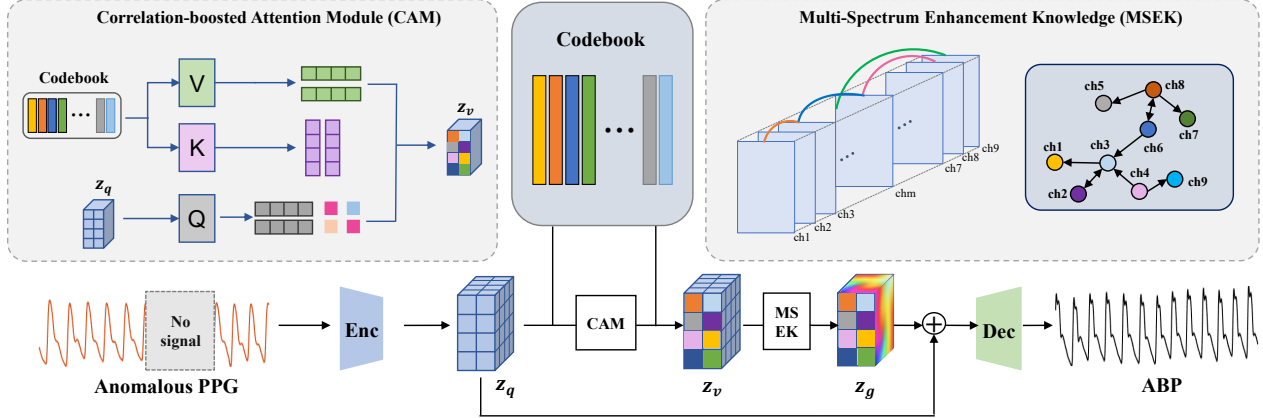 Correlation-boosted Attention Module (CAM)
Codebook
V
K
z_q
Q
z_v
Codebook
Multi-Spectrum Enhancement Knowledge (MSEK)
ch1
ch2
ch3
chm
ch7
ch8
ch9
ch5
ch8
ch7
ch6
ch1
ch3
ch4
ch2
ch9
No
signal
Anomalous PPG
Enc
z_q
CAM
z_v
MS
EK
z_g
Dec
ABP